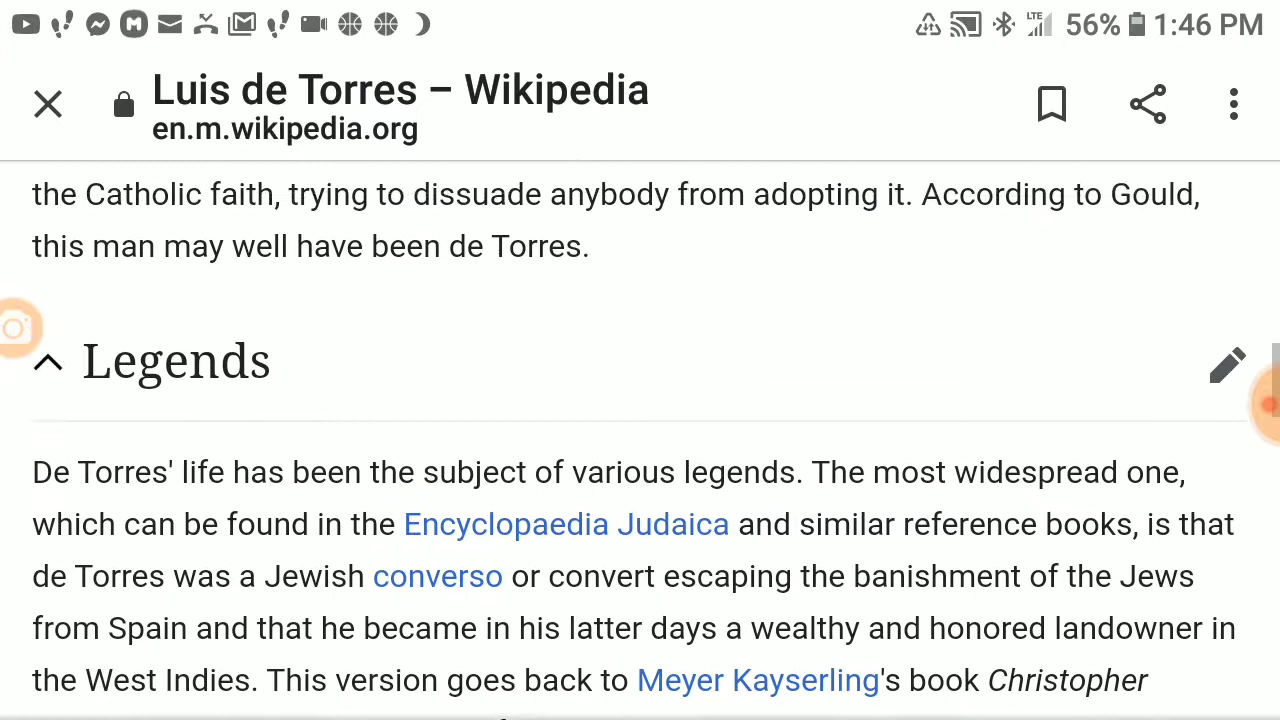 56% 1:46 PM
LTE
Luis de Torres – Wikipedia
en.m.wikipedia.org
the Catholic faith, trying to dissuade anybody from adopting it. According to Gould,
this man may well have been de Torres.
Legends
De Torres' life has been the subject of various legends. The most widespread one,
which can be found in the Encyclopaedia Judaica and similar reference books, is that
de Torres was a Jewish converso or convert escaping the banishment of the Jews
from Spain and that he became in his latter days a wealthy and honored landowner in
the West Indies. This version goes back to Meyer Kayserling's book Christopher